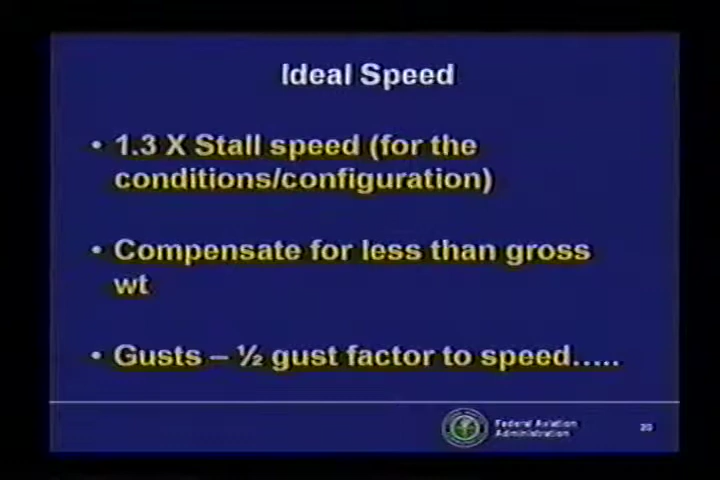 Ideal Speed
• 1.3 X Stall speed (for the
conditions/configuration)
• Compensate for less than gross
wt
• Gusts – ½ gust factor to speed…..
Federal Aviation
Administration
20